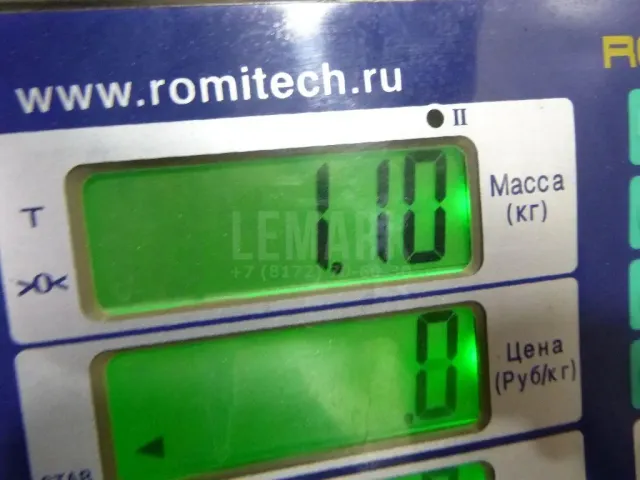 www.romitech.ru
II
T
1.10
Масса
(кг)
>0<
LEMARK
.0
Цена
(Руб/кг)